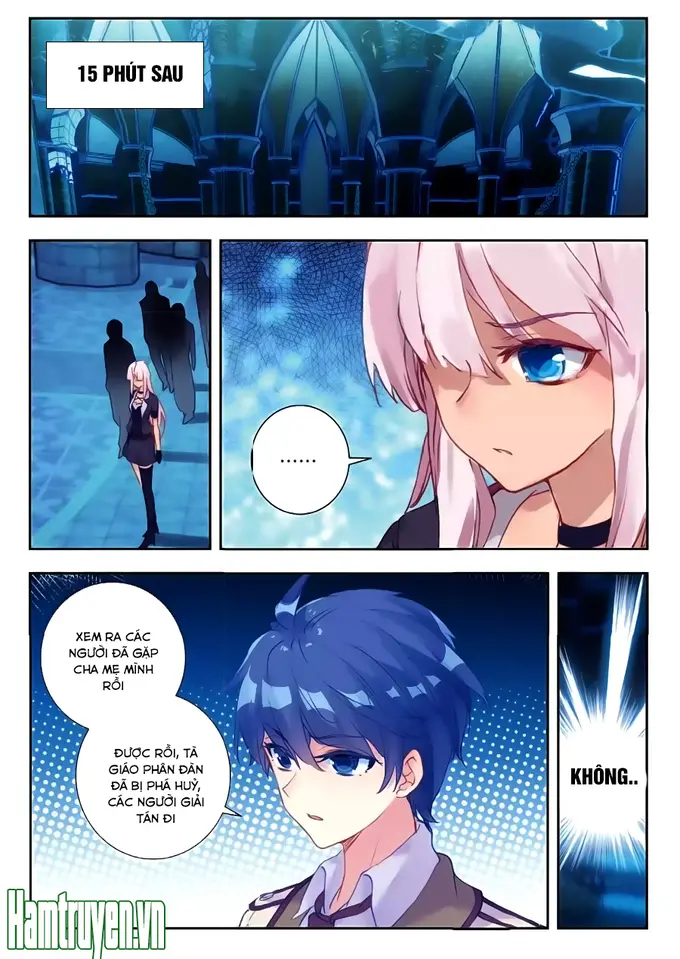 15 PHÚT SAU
......
XEM RA CÁC
NGƯỜI ĐÃ GẶP
CHA MẸ MÌNH
RỒI
ĐƯỢC RỒI, TÀ
GIÁO PHÂN ĐÀN
ĐÃ BỊ PHÁ HUỶ,
CÁC NGƯỜI GIẢI
TÁN ĐI
KHÔNG..
Hamtruyen.vn